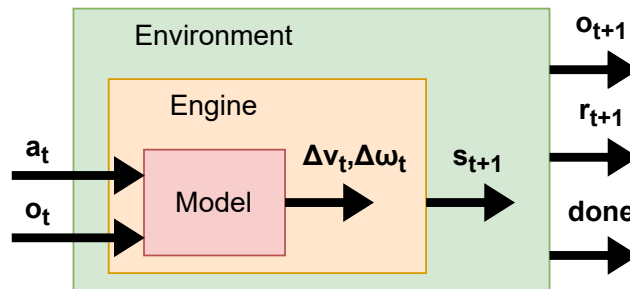 Environment
o_{t+1}
Engine
r_{t+1}
a_t
Δv_t,Δω_t
s_{t+1}
Model
o_t
done